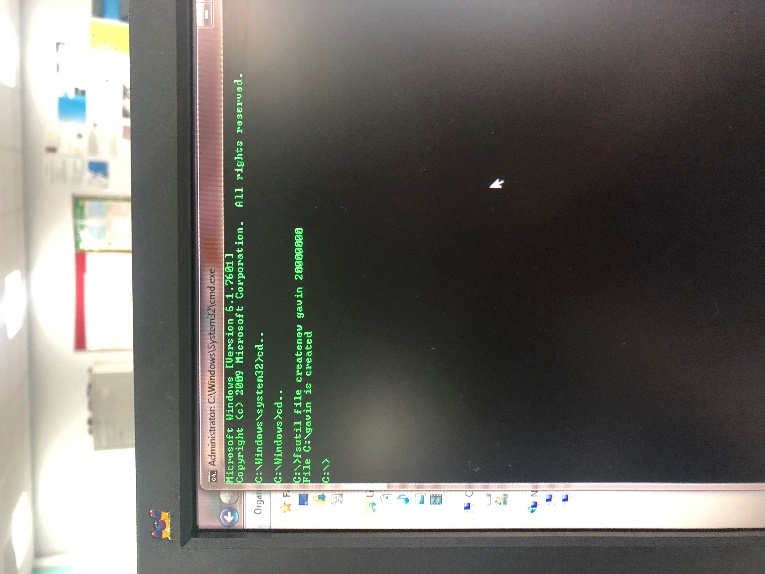 Administrator: C:\Windows\System32\cmd.exe
Microsoft Windows [Version 6.1.7601]
Copyright (c) 2009 Microsoft Corporation.  All rights reserved.
C:\Windows\system32>cd..
C:\Windows>cd..
C:\>fsutil file createnew gavin 20000000
File C:\gavin is created
C:\>
Organ